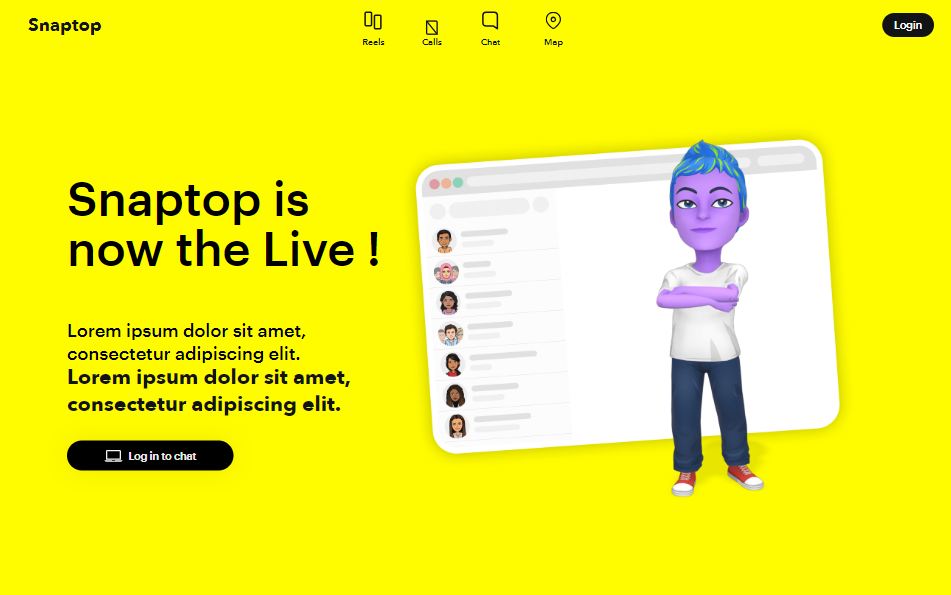 Snaptop
Reels
Calls
Chat
Map
Login
Snaptop is
now the Live !
Lorem ipsum dolor sit amet,
consectetur adipiscing elit.
Lorem ipsum dolor sit amet,
consectetur adipiscing elit.
Log in to chat